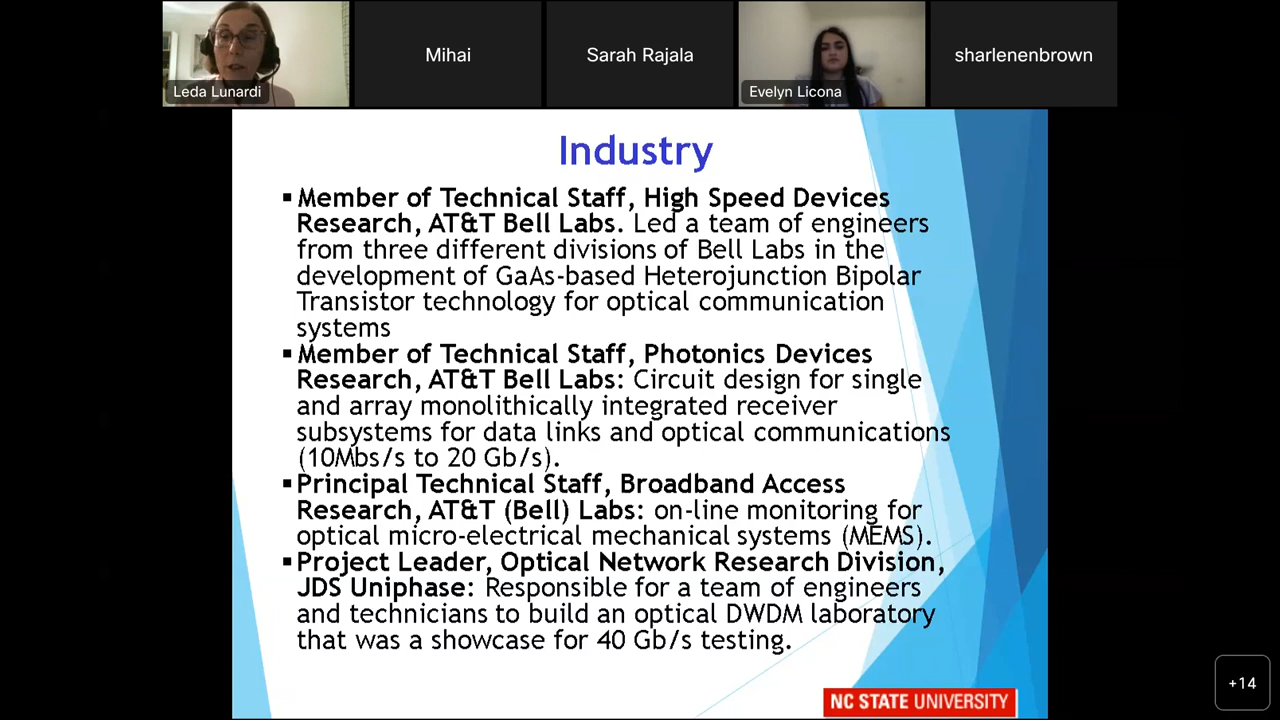 Leda Lunardi
Mihai
Sarah Rajala
Evelyn Licona
sharlenenbrown
Industry
▪Member of Technical Staff, High Speed Devices
Research, AT&T Bell Labs. Led a team of engineers
from three different divisions of Bell Labs in the
development of GaAs-based Heterojunction Bipolar
Transistor technology for optical communication
systems
▪Member of Technical Staff, Photonics Devices
Research, AT&T Bell Labs: Circuit design for single
and array monolithically integrated receiver
subsystems for data links and optical communications
(10Mbs/s to 20 Gb/s).
▪Principal Technical Staff, Broadband Access
Research, AT&T (Bell) Labs: on-line monitoring for
optical micro-electrical mechanical systems (MEMS).
▪Project Leader, Optical Network Research Division,
JDS Uniphase: Responsible for a team of engineers
and technicians to build an optical DWDM laboratory
that was a showcase for 40 Gb/s testing.
+14
NC STATE UNIVERSITY